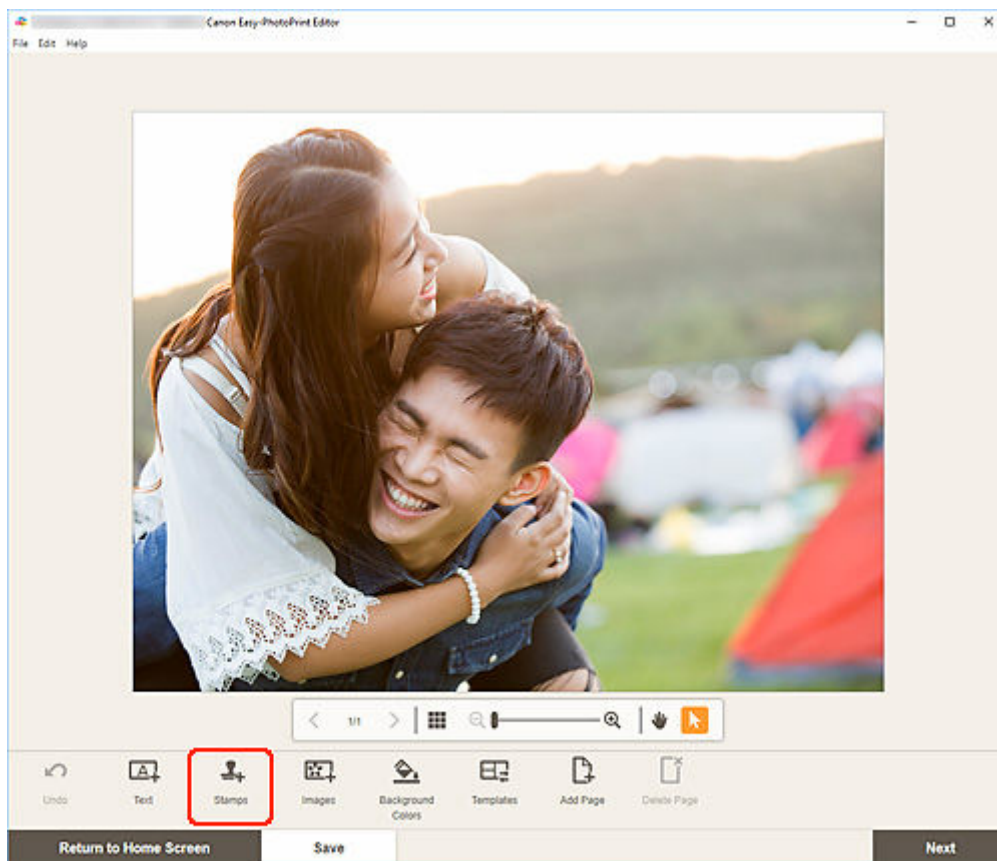 Canon Easy-PhotoPrint Editor
File Edit Help
1/1
Undo
Text
Stamps
Images
Background
Colors
Templates
Add Page
Delete Page
Return to Home Screen
Save
Next